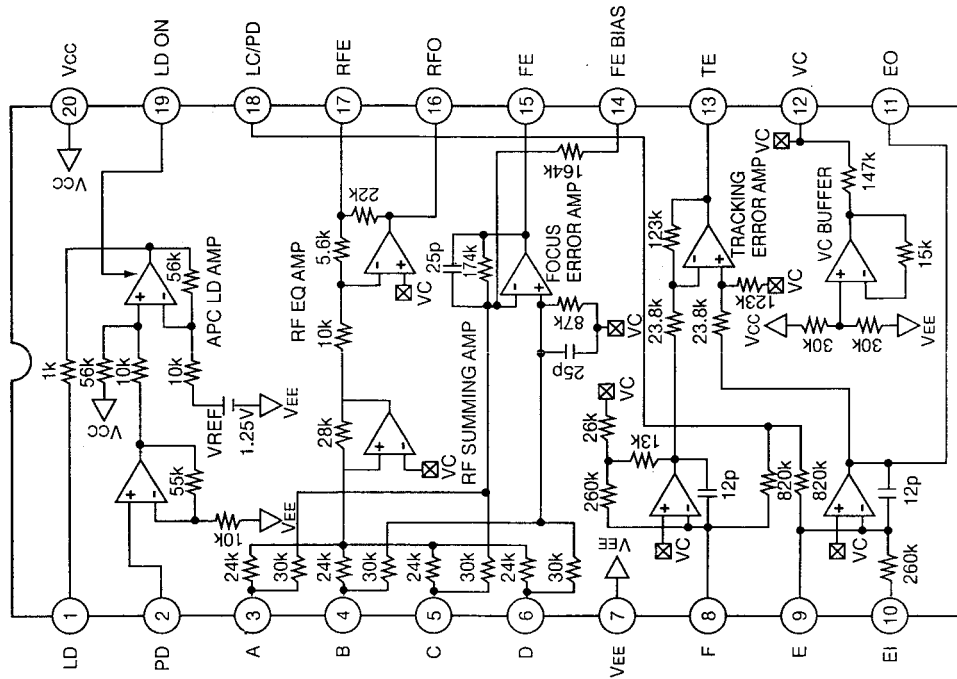 1 LD
2 PD
3 A
4 B
5 C
6 D
7 VEE
8 F
9 E
10 EI
11 EO
12 VC
13 TE
14 FE BIAS
15 FE
16 RFO
17 RFE
18 LC/PD
19 LD ON
20 VCC
VCC
1k
56k
VCC
10k
10k
56k
APC LD AMP
VREF
1.25V
VEE
55k
10k
VEE
24k
30k
24k
30k
24k
30k
24k
30k
RF EQ AMP
28k
10k
5.6k
22k
VC
RF SUMMING AMP
VC
25p
174k
FOCUS
ERROR AMP
164k
87k
25p
VC
VEE
VC
26k
260k
13k
VC
12p
820k
820k
VC
12p
260k
23.8k
23.8k
123k
TRACKING
ERROR AMP
123k
VC
VC
147k
VC BUFFER
15k
VCC
30k
30k
VEE